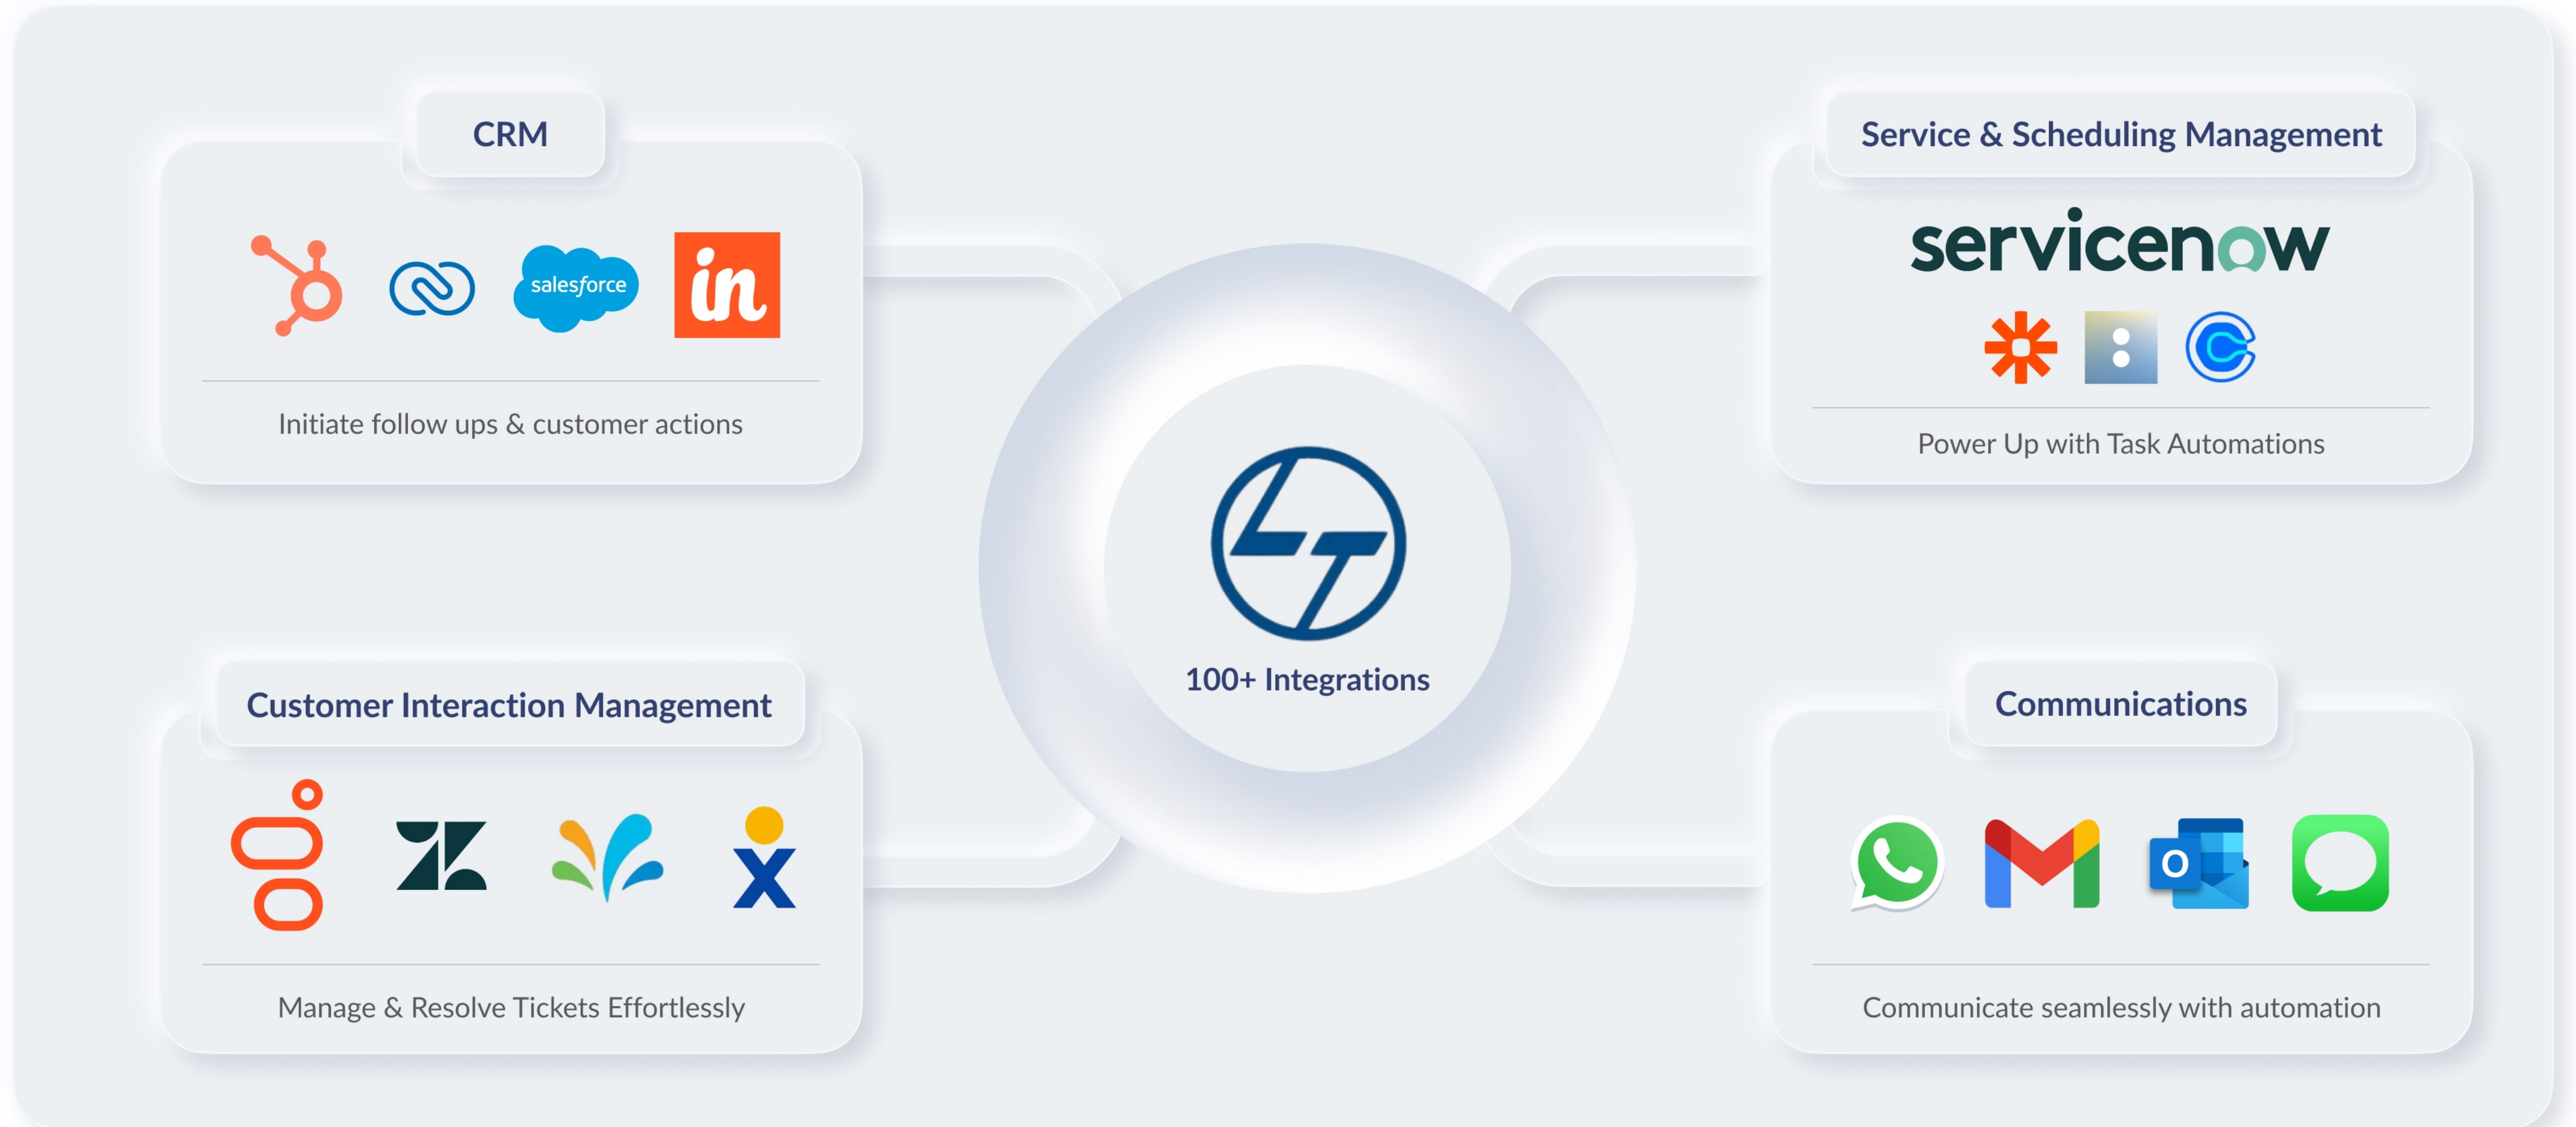 CRM
salesforce
in
Initiate follow ups & customer actions
Service & Scheduling Management
servicenow
Power Up with Task Automations
LT
100+ Integrations
Customer Interaction Management
Manage & Resolve Tickets Effortlessly
Communications
O
Communicate seamlessly with automation